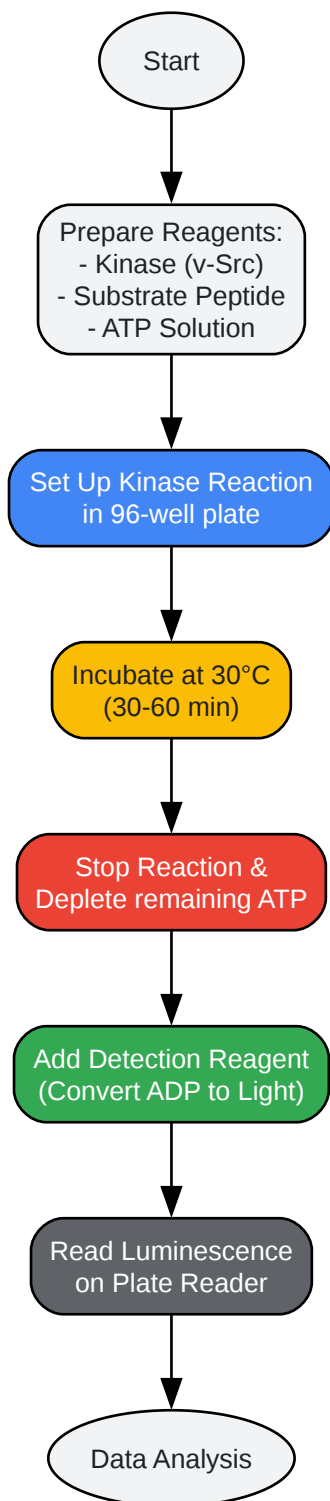 Start
Prepare Reagents:
- Kinase (v-Src)
- Substrate Peptide
- ATP Solution
Set Up Kinase Reaction
in 96-well plate
Incubate at 30°C
(30-60 min)
Stop Reaction &
Deplete remaining ATP
Add Detection Reagent
(Convert ADP to Light)
Read Luminescence
on Plate Reader
Data Analysis